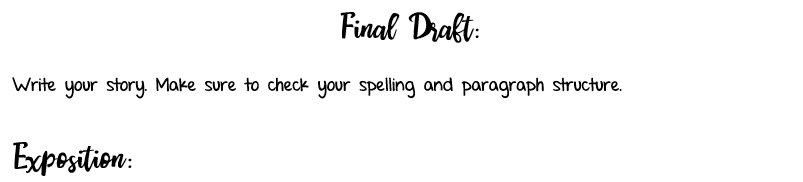 Final Draft:
Write your story. Make sure to check your spelling and paragraph structure.
Exposition: